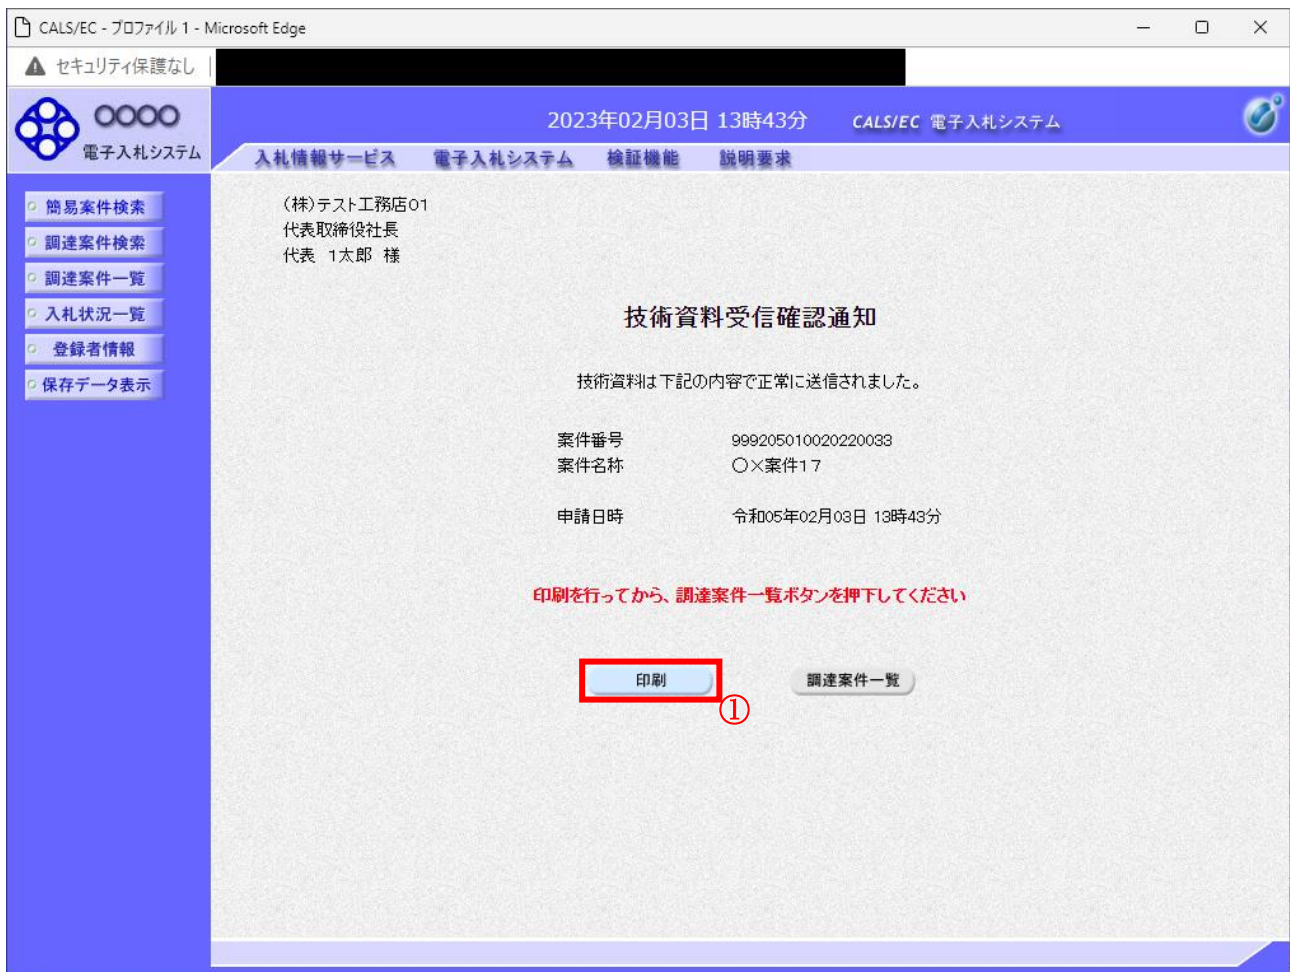 CALS/EC - プロファイル 1 - Microsoft Edge
セキュリティ保護なし
○○○○
電子入札システム
2023年02月03日 13時43分
CALS/EC 電子入札システム
入札情報サービス 電子入札システム 検証機能 説明要求
簡易案件検索
調達案件検索
調達案件一覧
入札状況一覧
登録者情報
保存データ表示
(株)テスト工務店01
代表取締役社長
代表 1太郎 様
技術資料受信確認通知
技術資料は下記の内容で正常に送信されました。
案件番号 999205010020220033
案件名称 ○×案件17
申請日時 令和05年02月03日 13時43分
印刷を行ってから、調達案件一覧ボタンを押下してください
印刷 調達案件一覧
①